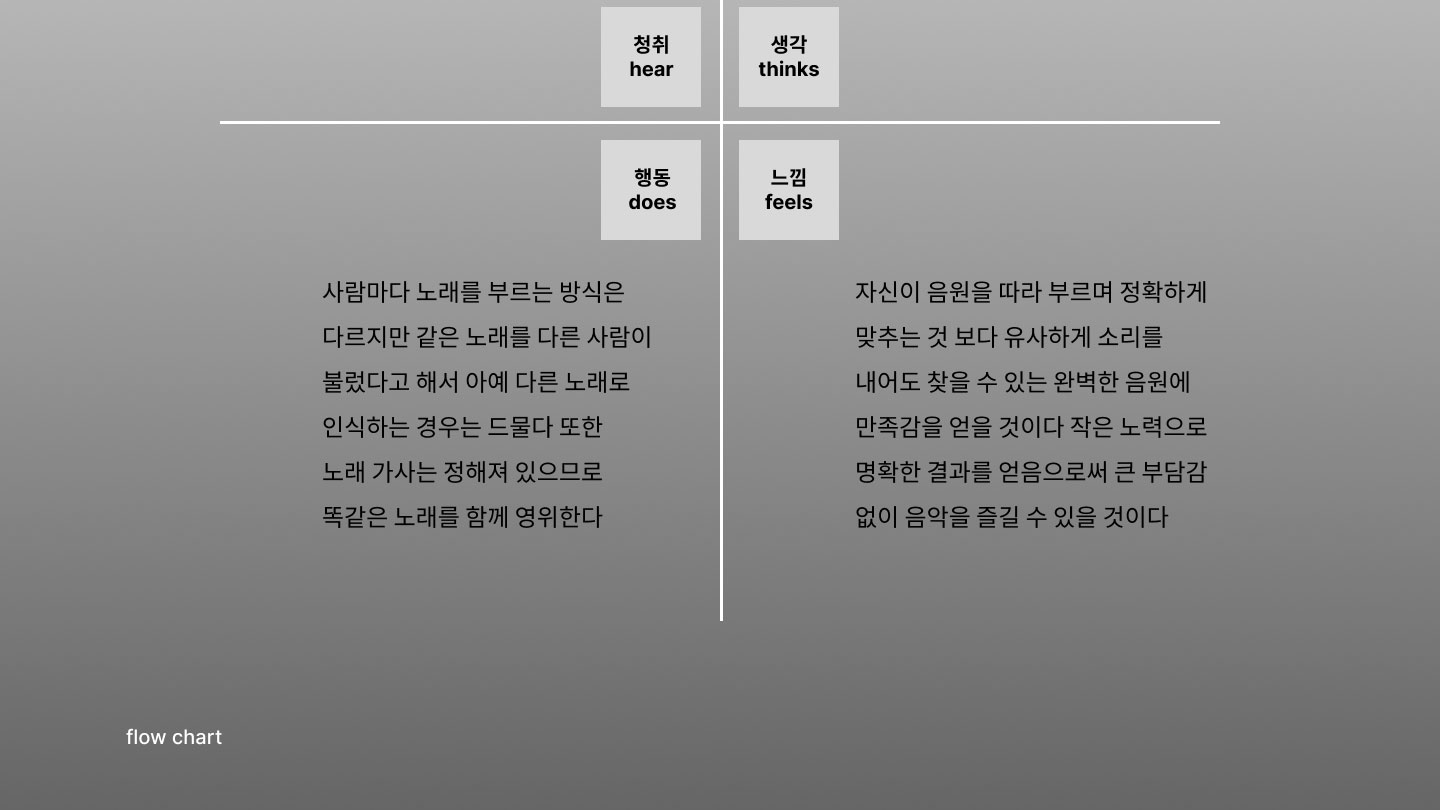 청취
hear
생각
thinks
행동
does
느낌
feels
사람마다 노래를 부르는 방식은
다르지만 같은 노래를 다른 사람이
불렀다고 해서 아예 다른 노래로
인식하는 경우는 드물다 또한
노래 가사는 정해져 있으므로
똑같은 노래를 함께 영위한다
자신이 음원을 따라 부르며 정확하게
맞추는 것 보다 유사하게 소리를
내어도 찾을 수 있는 완벽한 음원에
만족감을 얻을 것이다 작은 노력으로
명확한 결과를 얻음으로써 큰 부담감
없이 음악을 즐길 수 있을 것이다
flow chart